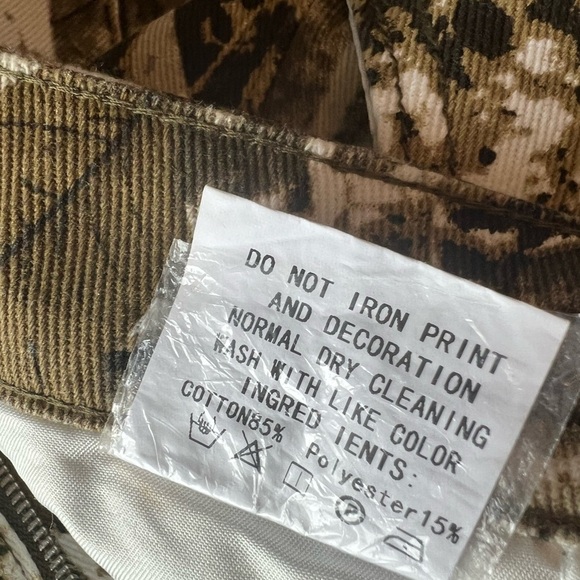 DO NOT IRON PRINT
AND DECORATION
NORMAL DRY CLEANING
WASH WITH LIKE COLOR
INGRED IENTS:
COTTON85% Polyester15%
P